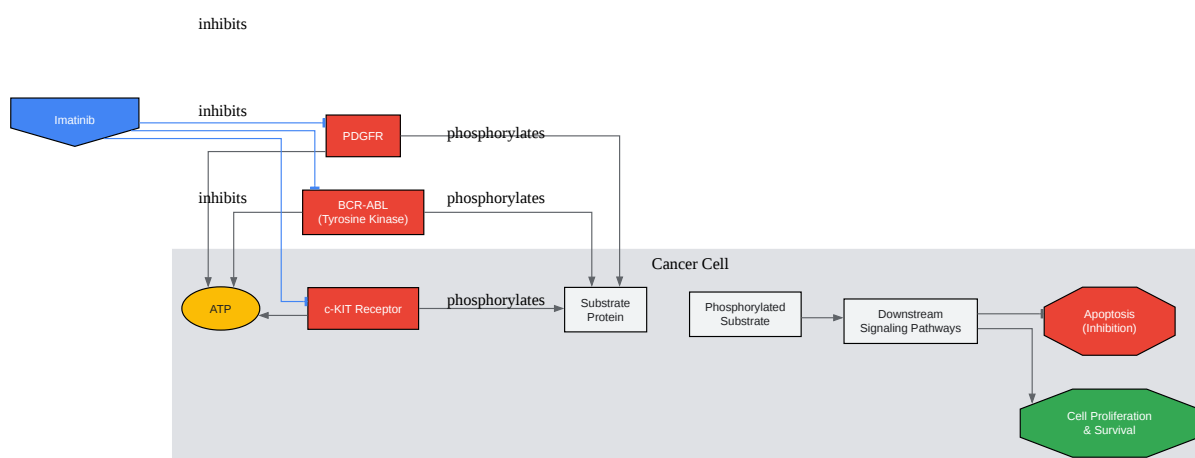 inhibits
inhibits
Imatinib
PDGFR
phosphorylates
inhibits
BCR-ABL
(Tyrosine Kinase)
phosphorylates
Cancer Cell
ATP
c-KIT Receptor
phosphorylates
Substrate
Protein
Phosphorylated
Substrate
Downstream
Signaling Pathways
Apoptosis
(Inhibition)
Cell Proliferation
& Survival